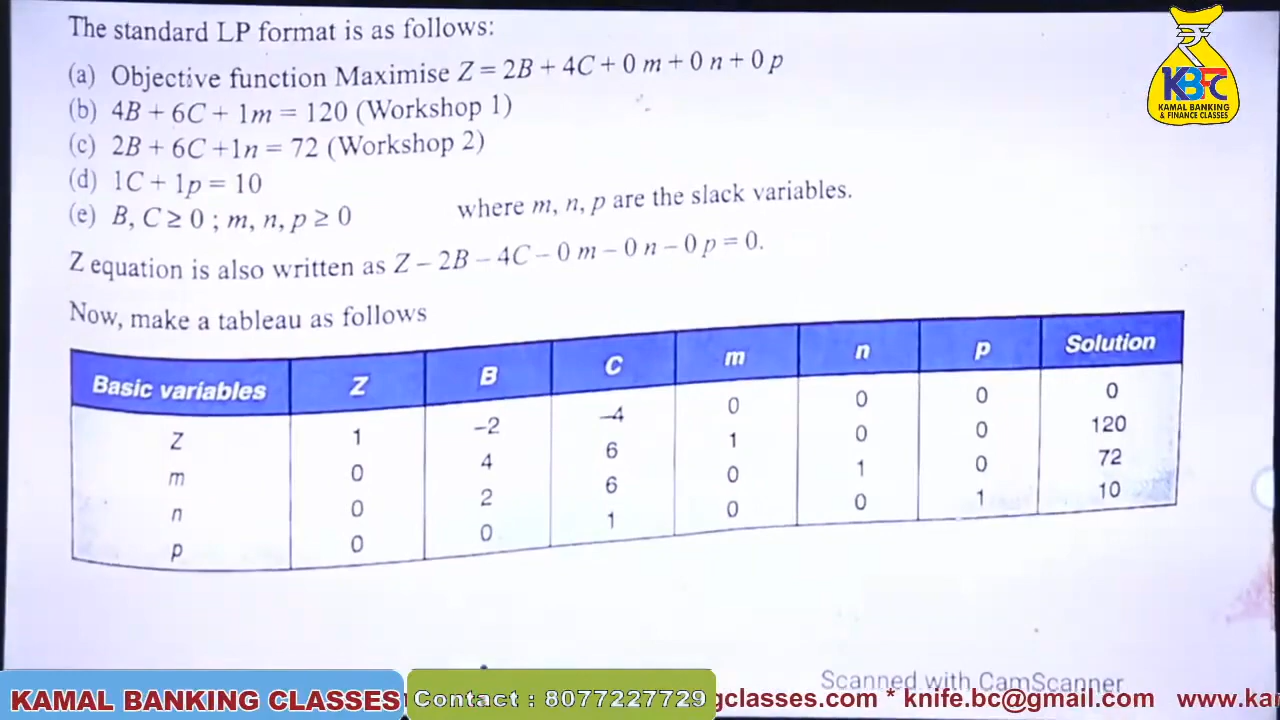 The standard LP format is as follows:
(a) Objective function Maximise Z = 2B + 4C + 0 m + 0 n + 0 p
(b) 4B + 6C + 1m = 120 (Workshop 1)
(c) 2B + 6C +1n = 72 (Workshop 2)
(d) 1C + 1p = 10
(e) B, C ≥ 0 ; m, n, p ≥ 0 where m, n, p are the slack variables.
Z equation is also written as Z – 2B – 4C – 0 m – 0 n – 0 p = 0.
Now, make a tableau as follows
Basic variables Z B C m n p Solution
Z 1 –2 –4 0 0 0 0
m 0 4 6 1 0 0 120
n 0 2 6 0 1 0 72
p 0 0 1 0 0 1 10
KBFC
KAMAL BANKING
& FINANCE CLASSES
Scanned with CamScanner
KAMAL BANKING CLASSES
Contact : 8077227729
gclasses.com * knife.bc@gmail.com www.ka